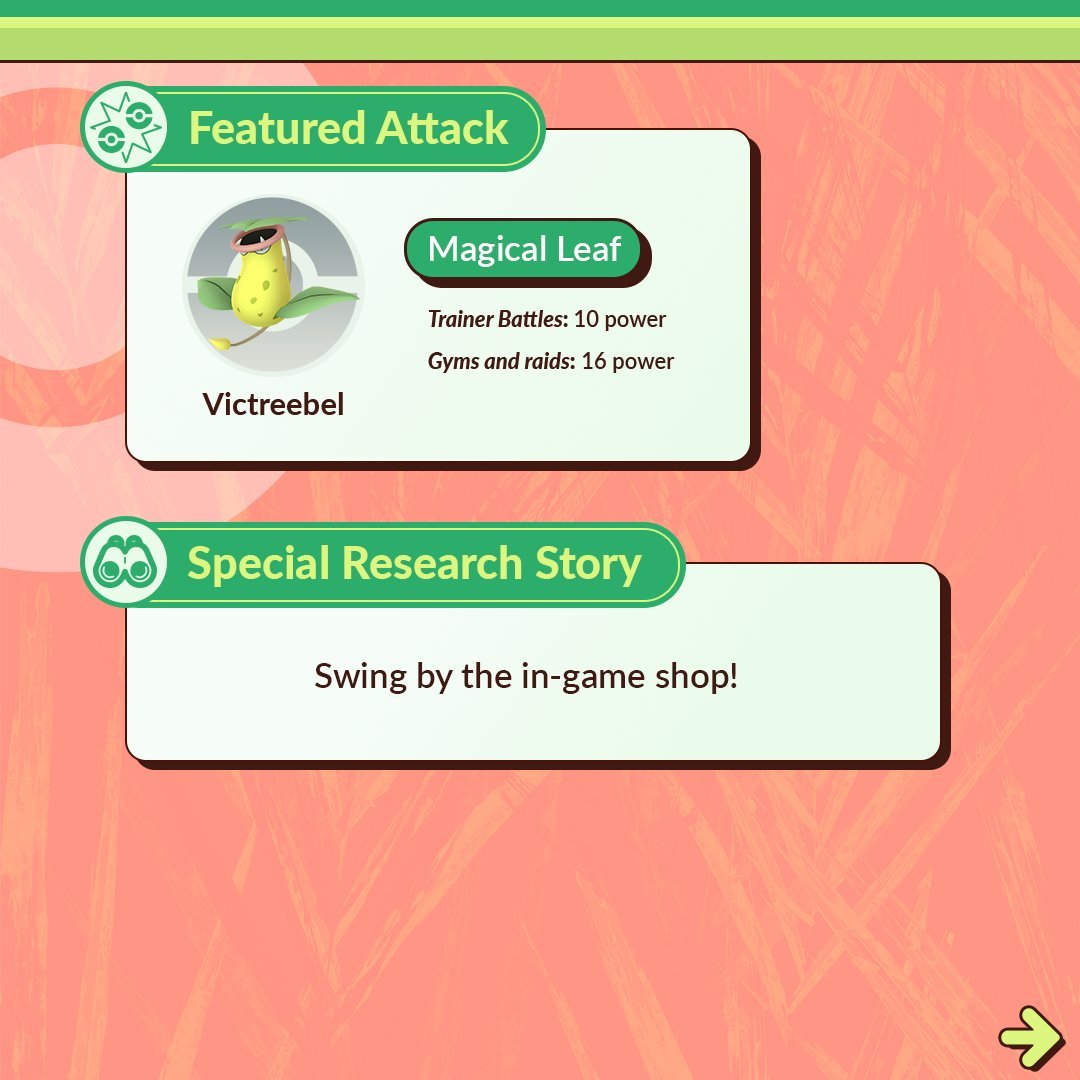 Featured Attack
Magical Leaf
Trainer Battles: 10 power
Gyms and raids: 16 power
Victreebel
Special Research Story
Swing by the in-game shop!